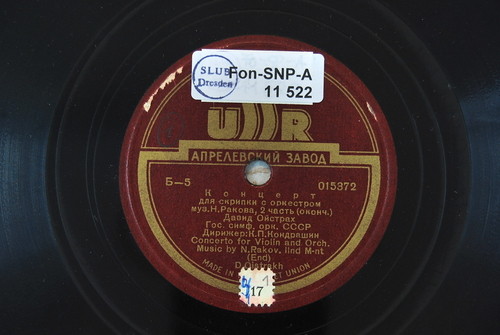 SLUB
Dresden
Fon-SNP-A
11 522
USSR
АПРЕЛЕВСКИЙ ЗАВОД
Б—5
015372
Концерт
для скрипки с оркестром
муз. Н. Ракова, 2 часть (оконч.)
Давид Ойстрах
Гос. симф. орк. СССР
Дирижер: К. П. Кондрашин
Concerto for Violin and Orch.
Music by N. Rakov. IInd M-nt
(End)
D. Oistrakh
MADE IN
UNION
17